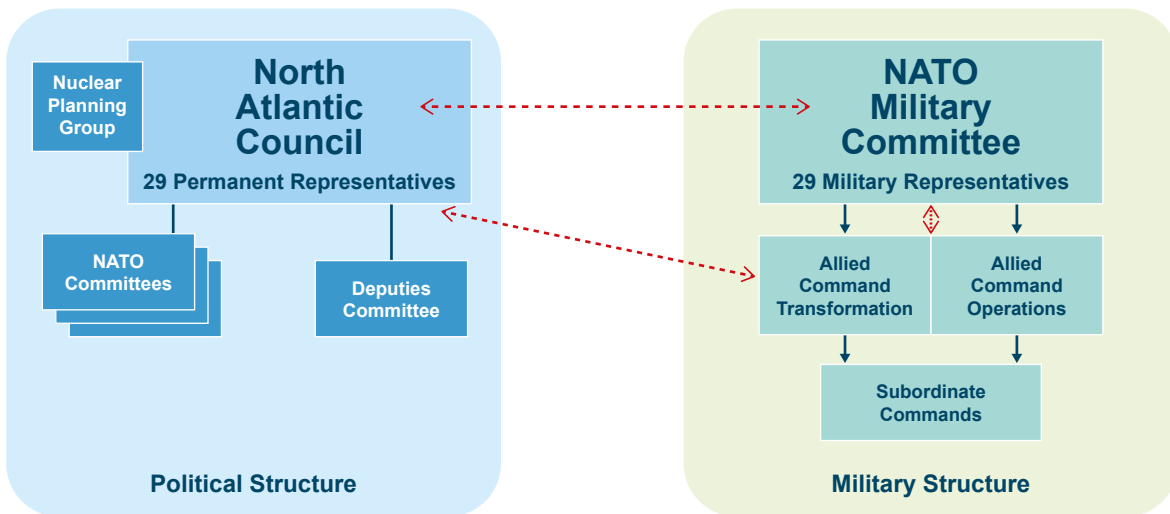 Nuclear
Planning
Group
North
Atlantic
Council
29 Permanent Representatives
NATO
Committees
Deputies
Committee
Political Structure
NATO
Military
Committee
29 Military Representatives
Allied
Command
Transformation
Allied
Command
Operations
Subordinate
Commands
Military Structure